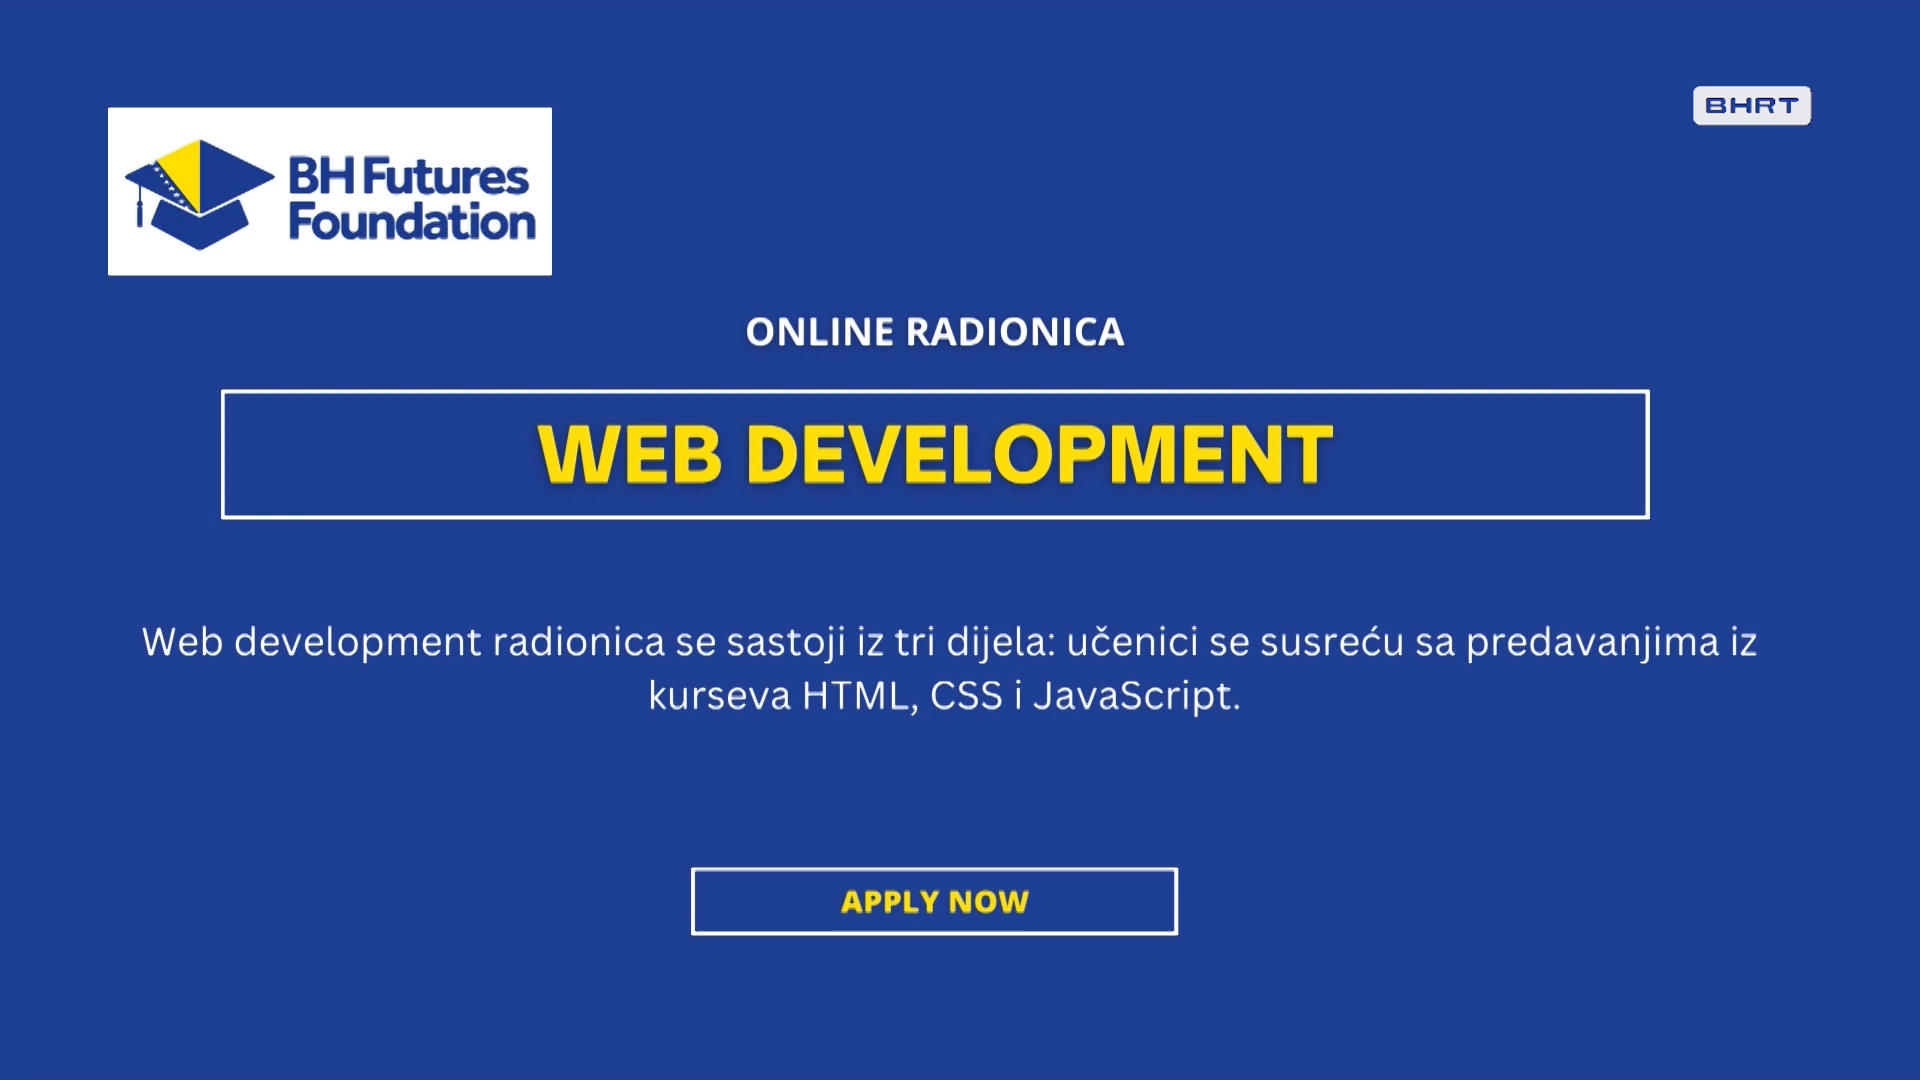 BHRT
BH Futures
Foundation
ONLINE RADIONICA
WEB DEVELOPMENT
Web development radionica se sastoji iz tri dijela: učenici se susreću sa predavanjima iz
kurseva HTML, CSS i JavaScript.
APPLY NOW